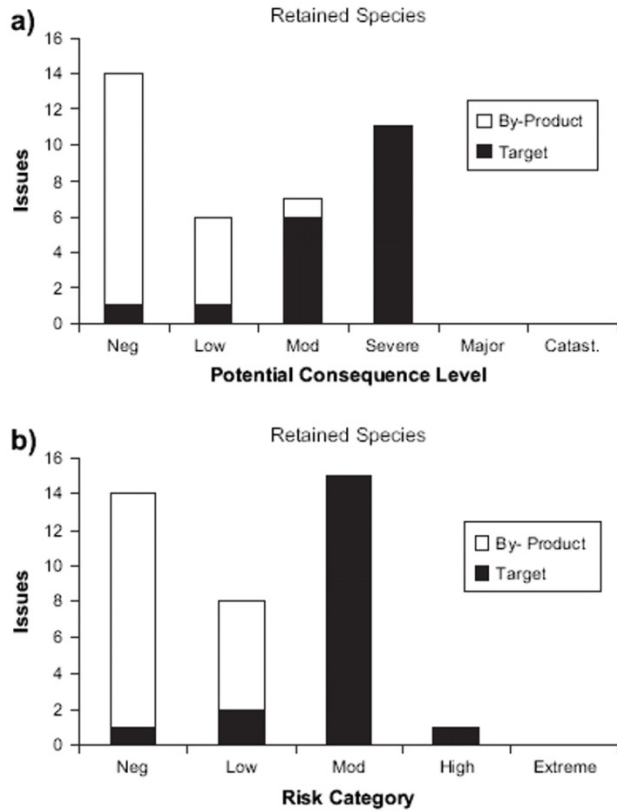 a)
Retained Species
16
14
12
10
8
6
4
2
0
Issues
By-Product
Target
Neg Low Mod Severe Major Catast.
Potential Consequence Level
b)
Retained Species
16
14
12
10
8
6
4
2
0
Issues
By- Product
Target
Neg Low Mod High Extreme
Risk Category